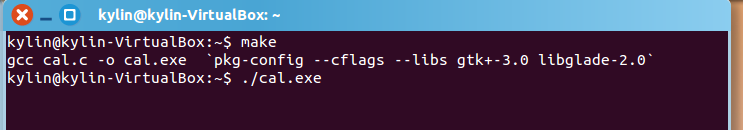 kylin@kylin-VirtualBox: ~
kylin@kylin-VirtualBox:~$ make
gcc cal.c -o cal.exe  `pkg-config --cflags --libs gtk+-3.0 libglade-2.0`
kylin@kylin-VirtualBox:~$ ./cal.exe